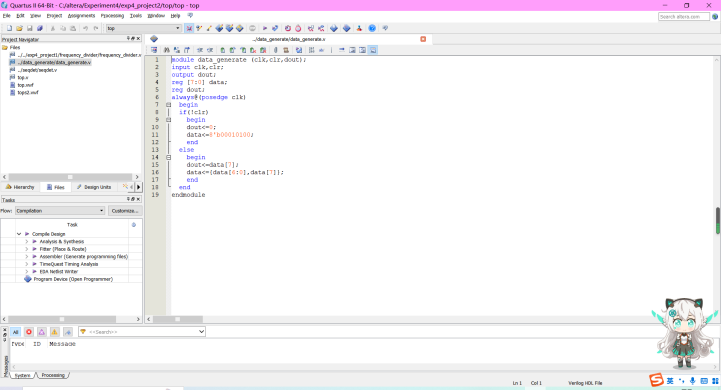 Quartus II 64-Bit - C:/altera/Experiment4/exp4_project2/top/top - top
File Edit View Project Assignments Processing Tools Window Help
Search altera.com
top
Project Navigator
Files
../../exp4_project1/frequency_divider/frequency_divider.v
../data_generate/data_generate.v
../seqdet/seqdet.v
top.v
top.vwf
top2.vwf
Hierarchy Files Design Units
Tasks
Flow: Compilation Customize...
Task
Compile Design
Analysis & Synthesis
Fitter (Place & Route)
Assembler (Generate programming files)
TimeQuest Timing Analysis
EDA Netlist Writer
Program Device (Open Programmer)
../data_generate/data_generate.v
1 module data_generate (clk,clr,dout);
2 input clk,clr;
3 output dout;
4 reg [7:0] data;
5 reg dout;
6 always@(posedge clk)
7 begin
8 if(!clr)
9 begin
10 dout<=0;
11 data<=8'b00010100;
12 end
13 else
14 begin
15 dout<=data[7];
16 data<={data[6:0],data[7]};
17 end
18 end
19 endmodule
All <<Search>>
Type ID Message
Messages
System Processing
Ln 1 Col 1 Verilog HDL File
英